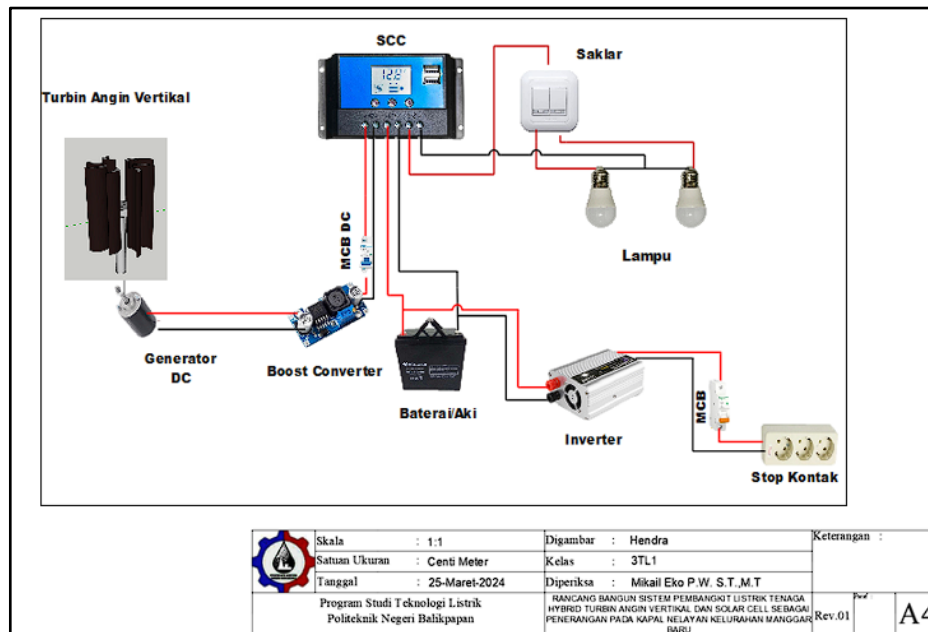 SCC
Saklar
Turbin Angin Vertikal
12.8
MCB DC
Lampu
Generator
DC
Boost Converter
Baterai/Aki
Inverter
MCB
Stop Kontak
Skala : 1:1
Satuan Ukuran : Centi Meter
Tanggal : 25-Maret-2024
Digambar : Hendra
Kelas : 3TL1
Diperiksa : Mikail Eko P.W. S.T.,M.T
Keterangan :
Program Studi Teknologi Listrik
Politeknik Negeri Balikpapan
RANCANG BANGUN SISTEM PEMBANGKIT LISTRIK TENAGA
HYBRID TURBIN ANGIN VERTIKAL DAN SOLAR CELL SEBAGAI
PENERANGAN PADA KAPAL NELAYAN KELURAHAN MANGGAR
BARU
Rev.01
A4